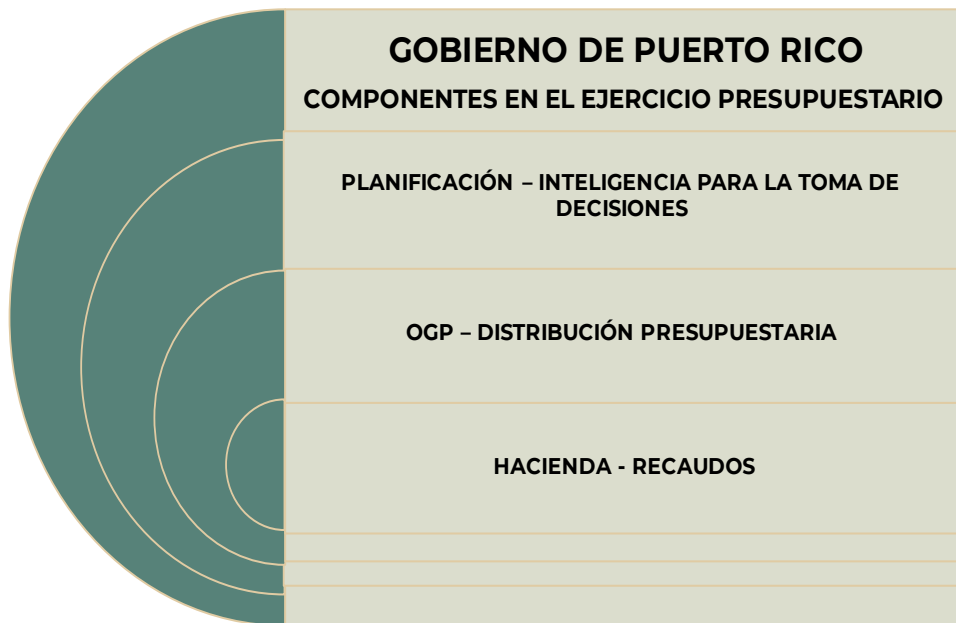 GOBIERNO DE PUERTO RICO
COMPONENTES EN EL EJERCICIO PRESUPUESTARIO
PLANIFICACIÓN – INTELIGENCIA PARA LA TOMA DE
DECISIONES
OGP – DISTRIBUCIÓN PRESUPUESTARIA
HACIENDA - RECAUDOS